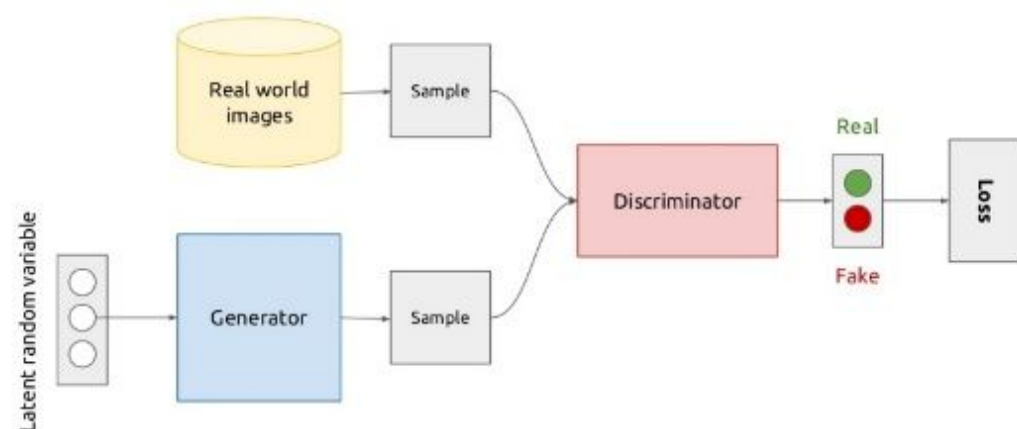 Real world
images
Sample
Real
Discriminator
Loss
Fake
Latent random variable
Generator
Sample